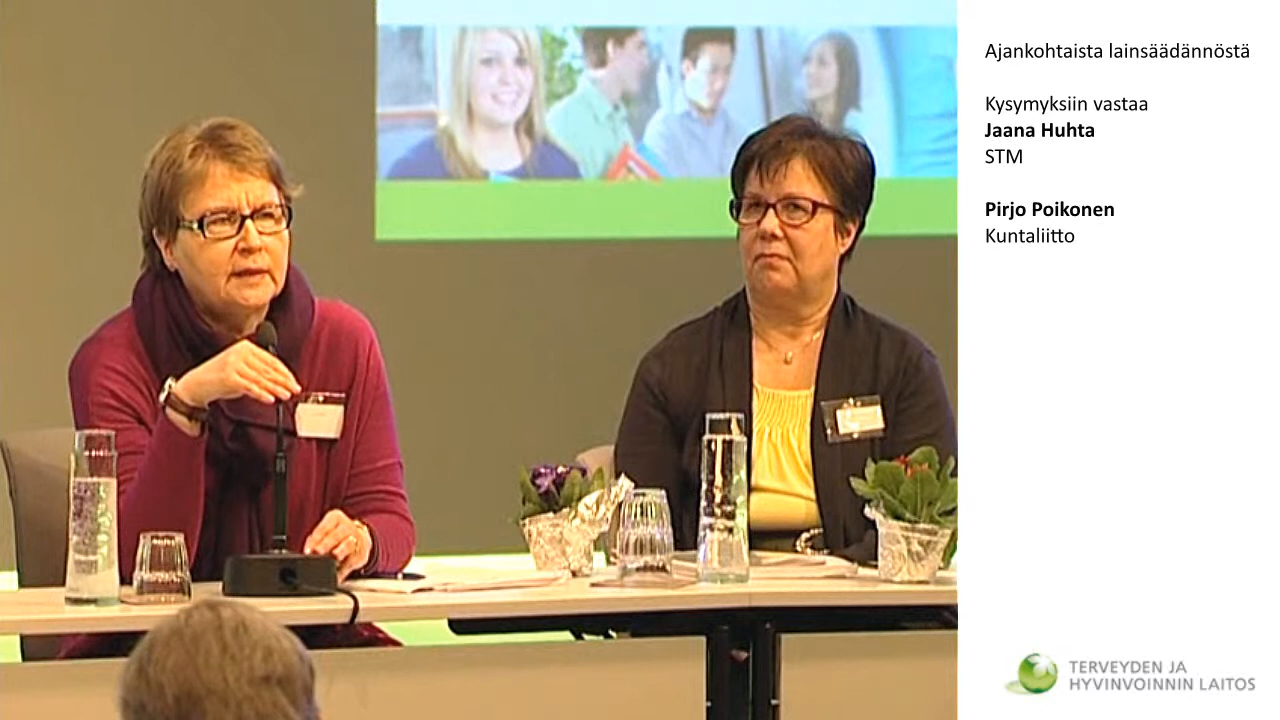 Ajankohtaista lainsäädännöstä
Kysymyksiin vastaa
Jaana Huhta
STM
Pirjo Poikonen
Kuntaliitto
TERVEYDEN JA
HYVINVOINNIN LAITOS